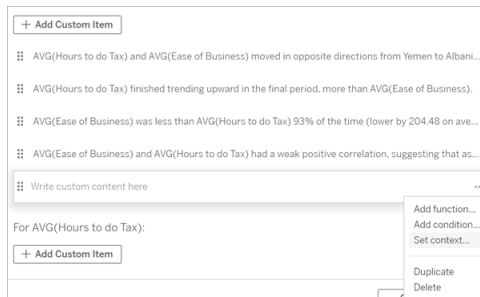 + Add Custom Item
AVG(Hours to do Tax) and AVG(Ease of Business) moved in opposite directions from Yemen to Albani...
AVG(Hours to do Tax) finished trending upward in the final period, more than AVG(Ease of Business).
AVG(Ease of Business) was less than AVG(Hours to do Tax) 93% of the time (lower by 204.48 on ave...
AVG(Ease of Business) and AVG(Hours to do Tax) had a weak positive correlation, suggesting that as...
Write custom content here
Add function...
Add condition...
Set context...
For AVG(Hours to do Tax):
+ Add Custom Item
Duplicate
Delete